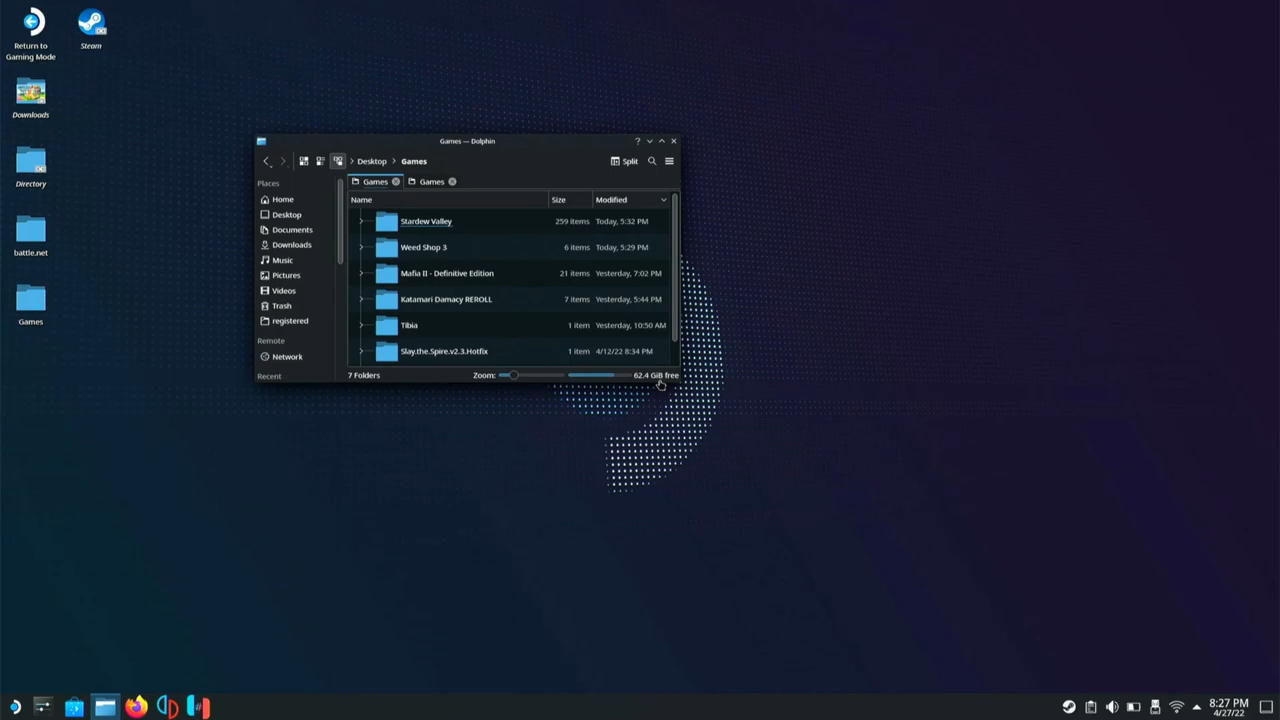 Return to
Gaming Mode
Steam
Downloads
Directory
battle.net
Games
Games — Dolphin
? 
> Desktop > Games
Split
Games
Games
Places
Home
Desktop
Documents
Downloads
Music
Pictures
Videos
Trash
registered
Remote
Network
Recent
Name Size Modified
Stardew Valley 259 items Today, 5:32 PM
Weed Shop 3 6 items Today, 5:29 PM
Mafia II - Definitive Edition 21 items Yesterday, 7:02 PM
Katamari Damacy REROLL 7 items Yesterday, 5:44 PM
Tibia 1 item Yesterday, 10:50 AM
Slay.the.Spire.v2.3.Hotfix 1 item 4/12/22 8:34 PM
7 Folders Zoom: 62.4 GiB free
8:27 PM
4/27/22